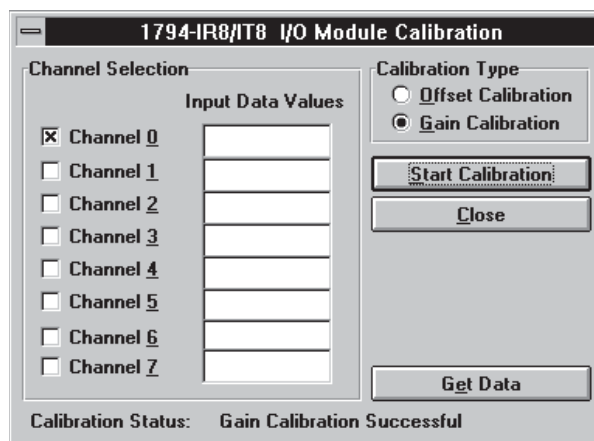 1794-IR8/IT8 I/O Module Calibration
Channel Selection
Input Data Values
Channel 0
Channel 1
Channel 2
Channel 3
Channel 4
Channel 5
Channel 6
Channel 7
Calibration Type
Offset Calibration
Gain Calibration
Start Calibration
Close
Get Data
Calibration Status: Gain Calibration Successful